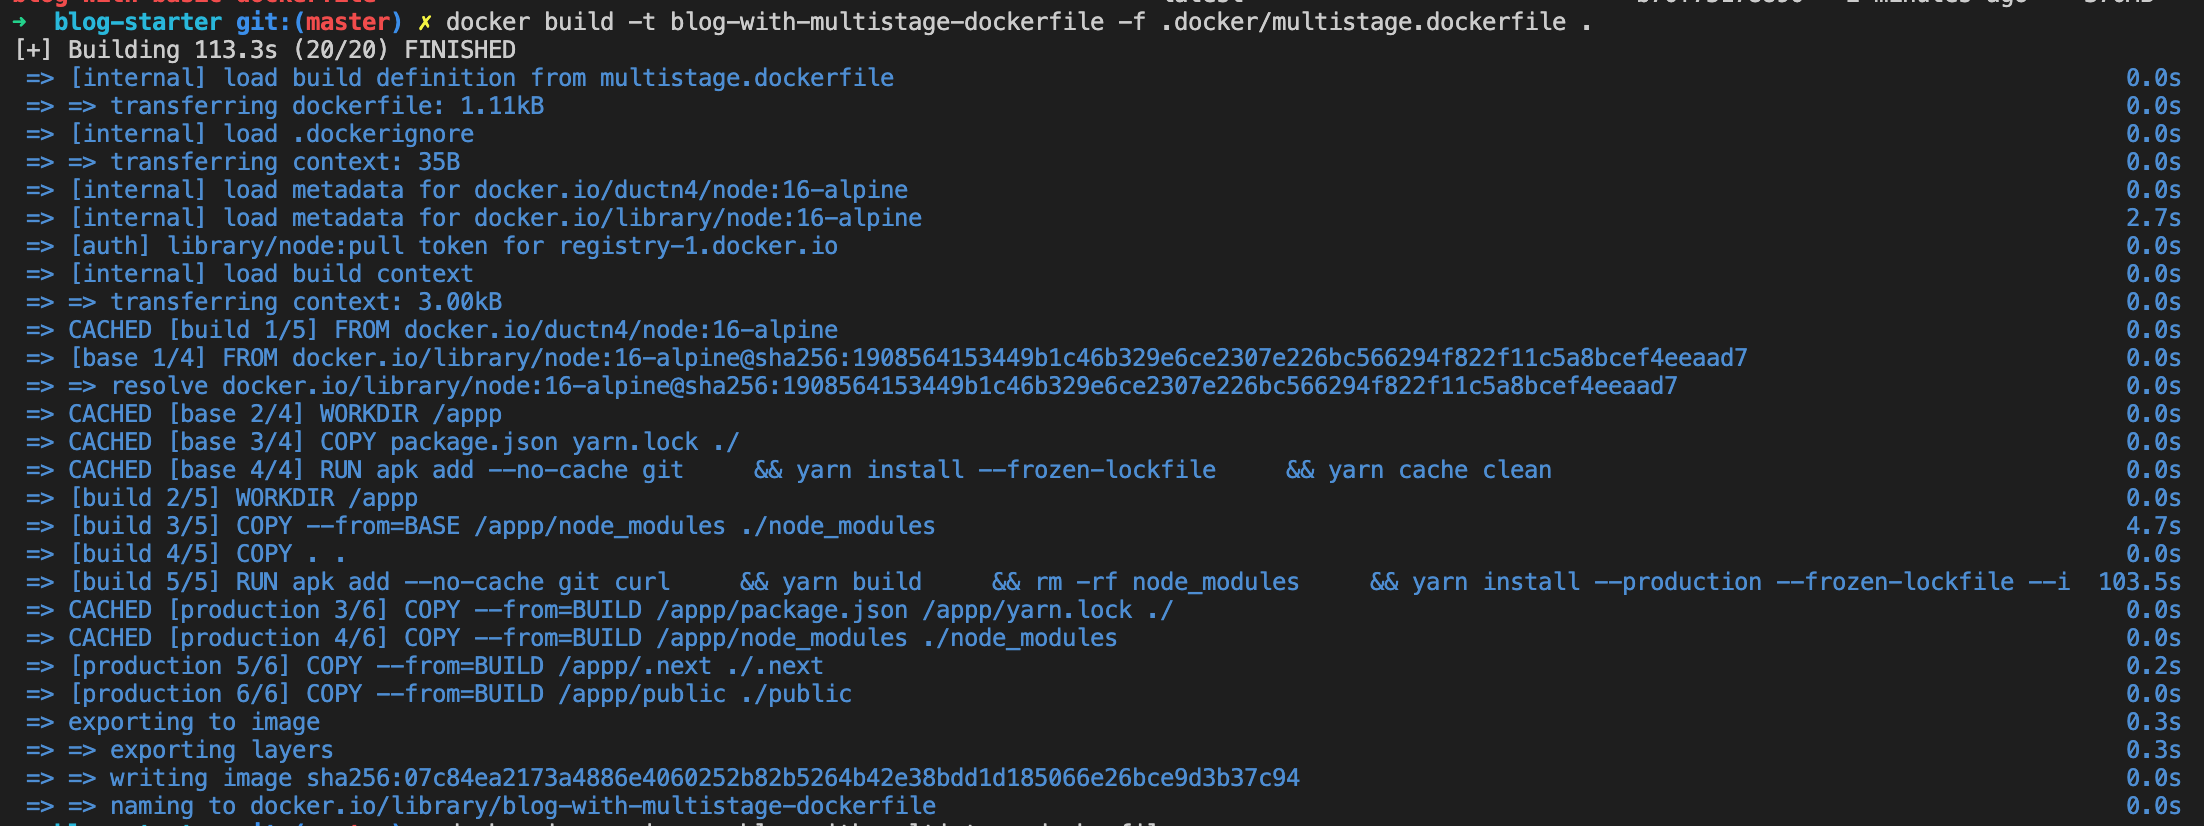 ➜  blog-starter git:(master) ✗ docker build -t blog-with-multistage-dockerfile -f .docker/multistage.dockerfile .
[+] Building 113.3s (20/20) FINISHED
=> [internal] load build definition from multistage.dockerfile 0.0s
=> => transferring dockerfile: 1.11kB 0.0s
=> [internal] load .dockerignore 0.0s
=> => transferring context: 35B 0.0s
=> [internal] load metadata for docker.io/ductn4/node:16-alpine 0.0s
=> [internal] load metadata for docker.io/library/node:16-alpine 2.7s
=> [auth] library/node:pull token for registry-1.docker.io 0.0s
=> [internal] load build context 0.0s
=> => transferring context: 3.00kB 0.0s
=> CACHED [build 1/5] FROM docker.io/ductn4/node:16-alpine 0.0s
=> [base 1/4] FROM docker.io/library/node:16-alpine@sha256:1908564153449b1c46b329e6ce2307e226bc566294f822f11c5a8bcef4eeaad7 0.0s
=> => resolve docker.io/library/node:16-alpine@sha256:1908564153449b1c46b329e6ce2307e226bc566294f822f11c5a8bcef4eeaad7 0.0s
=> CACHED [base 2/4] WORKDIR /appp 0.0s
=> CACHED [base 3/4] COPY package.json yarn.lock ./ 0.0s
=> CACHED [base 4/4] RUN apk add --no-cache git     && yarn install --frozen-lockfile     && yarn cache clean 0.0s
=> [build 2/5] WORKDIR /appp 0.0s
=> [build 3/5] COPY --from=BASE /appp/node_modules ./node_modules 4.7s
=> [build 4/5] COPY . . 0.0s
=> [build 5/5] RUN apk add --no-cache git curl     && yarn build     && rm -rf node_modules     && yarn install --production --frozen-lockfile --i 103.5s
=> CACHED [production 3/6] COPY --from=BUILD /appp/package.json /appp/yarn.lock ./ 0.0s
=> CACHED [production 4/6] COPY --from=BUILD /appp/node_modules ./node_modules 0.0s
=> [production 5/6] COPY --from=BUILD /appp/.next ./.next 0.2s
=> [production 6/6] COPY --from=BUILD /appp/public ./public 0.0s
=> exporting to image 0.3s
=> => exporting layers 0.3s
=> => writing image sha256:07c84ea2173a4886e4060252b82b5264b42e38bdd1d185066e26bce9d3b37c94 0.0s
=> => naming to docker.io/library/blog-with-multistage-dockerfile 0.0s